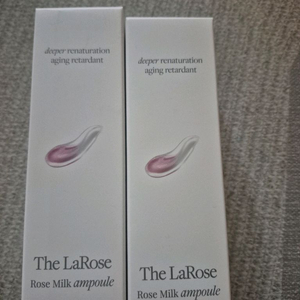 deeper renaturation
aging retardant
The LaRose
Rose Milk ampoule
deeper renaturation
aging retardant
The LaRose
Rose Milk ampoule